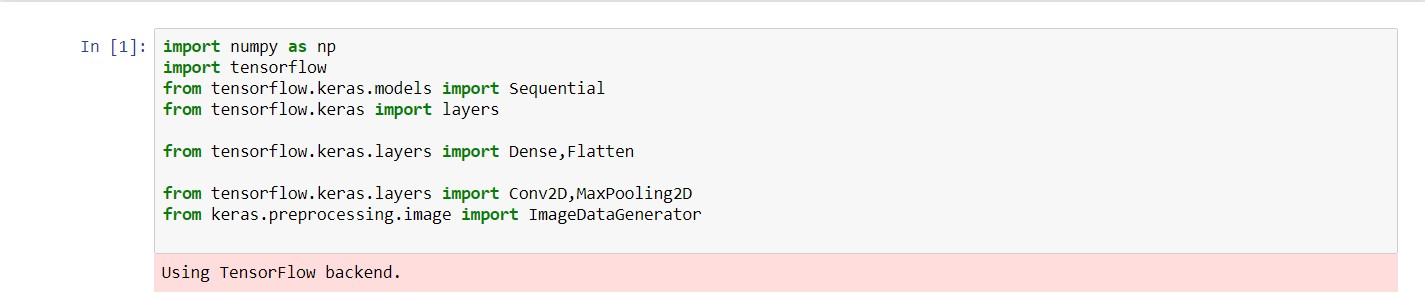 In [1]:
import numpy as np
import tensorflow
from tensorflow.keras.models import Sequential
from tensorflow.keras import layers
from tensorflow.keras.layers import Dense,Flatten
from tensorflow.keras.layers import Conv2D,MaxPooling2D
from keras.preprocessing.image import ImageDataGenerator
Using TensorFlow backend.